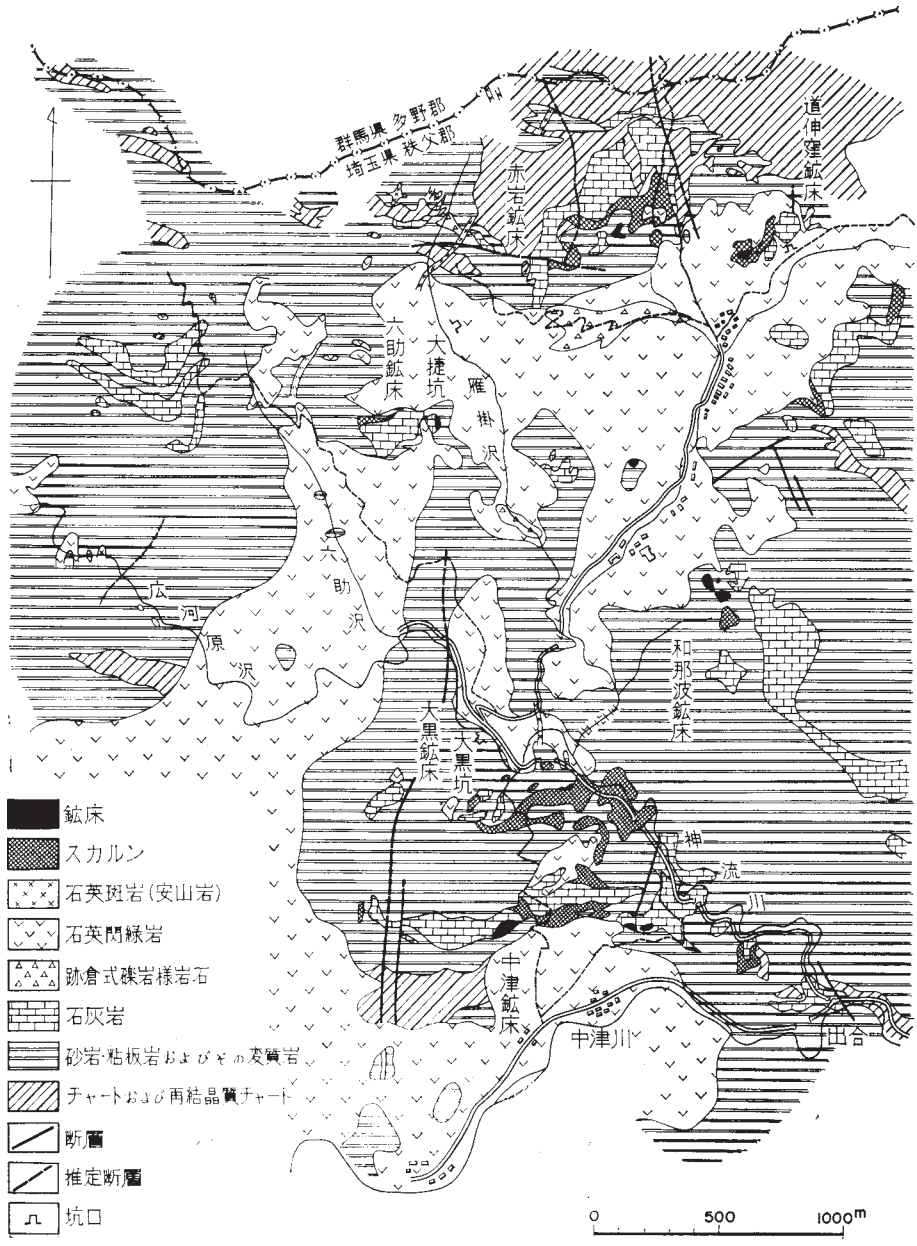 群馬県 多野郡
埼玉県 秩父郡
道伸窪鉱床
赤岩鉱床
六助鉱床
大捷坑
雁掛沢
六助沢
広河原沢
和那波鉱床
大黒鉱床
大黒坑
神流川
中津鉱床
中津川
出合
鉱床
スカルン
石英斑岩(安山岩)
石英閃緑岩
跡倉式礫岩様岩石
石灰岩
砂岩・粘板岩およびその変質岩
チャートおよび再結晶質チャート
断層
推定断層
坑口
0 500 1000m